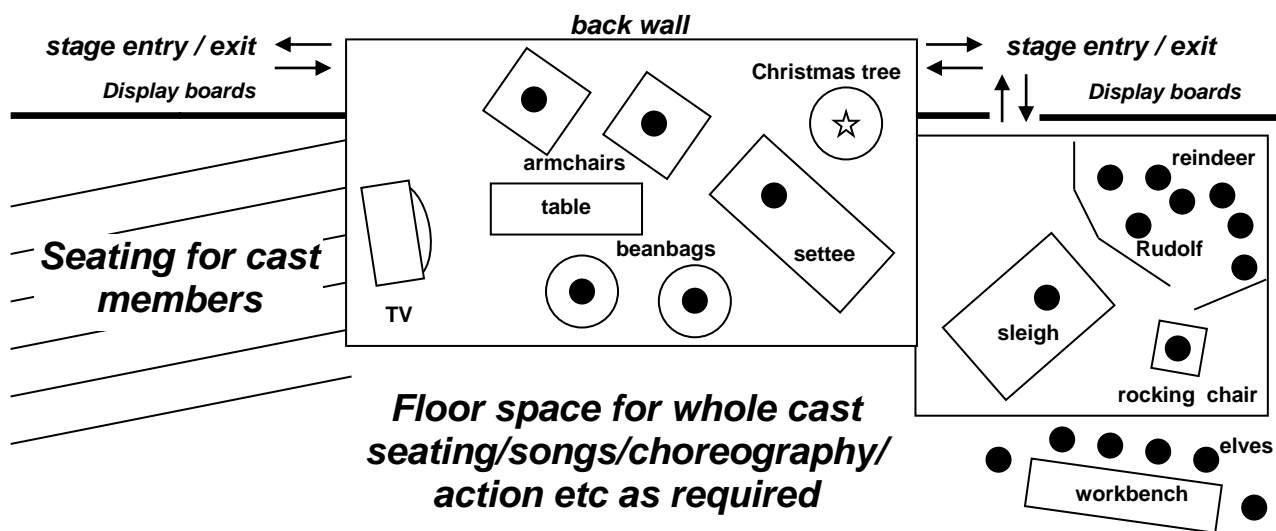 back wall
stage entry / exit
stage entry / exit
Display boards
Christmas tree
Display boards
armchairs
reindeer
table
beanbags
settee
Rudolf
Seating for cast
members
TV
sleigh
rocking chair
Floor space for whole cast
seating/songs/choreography/
action etc as required
elves
workbench